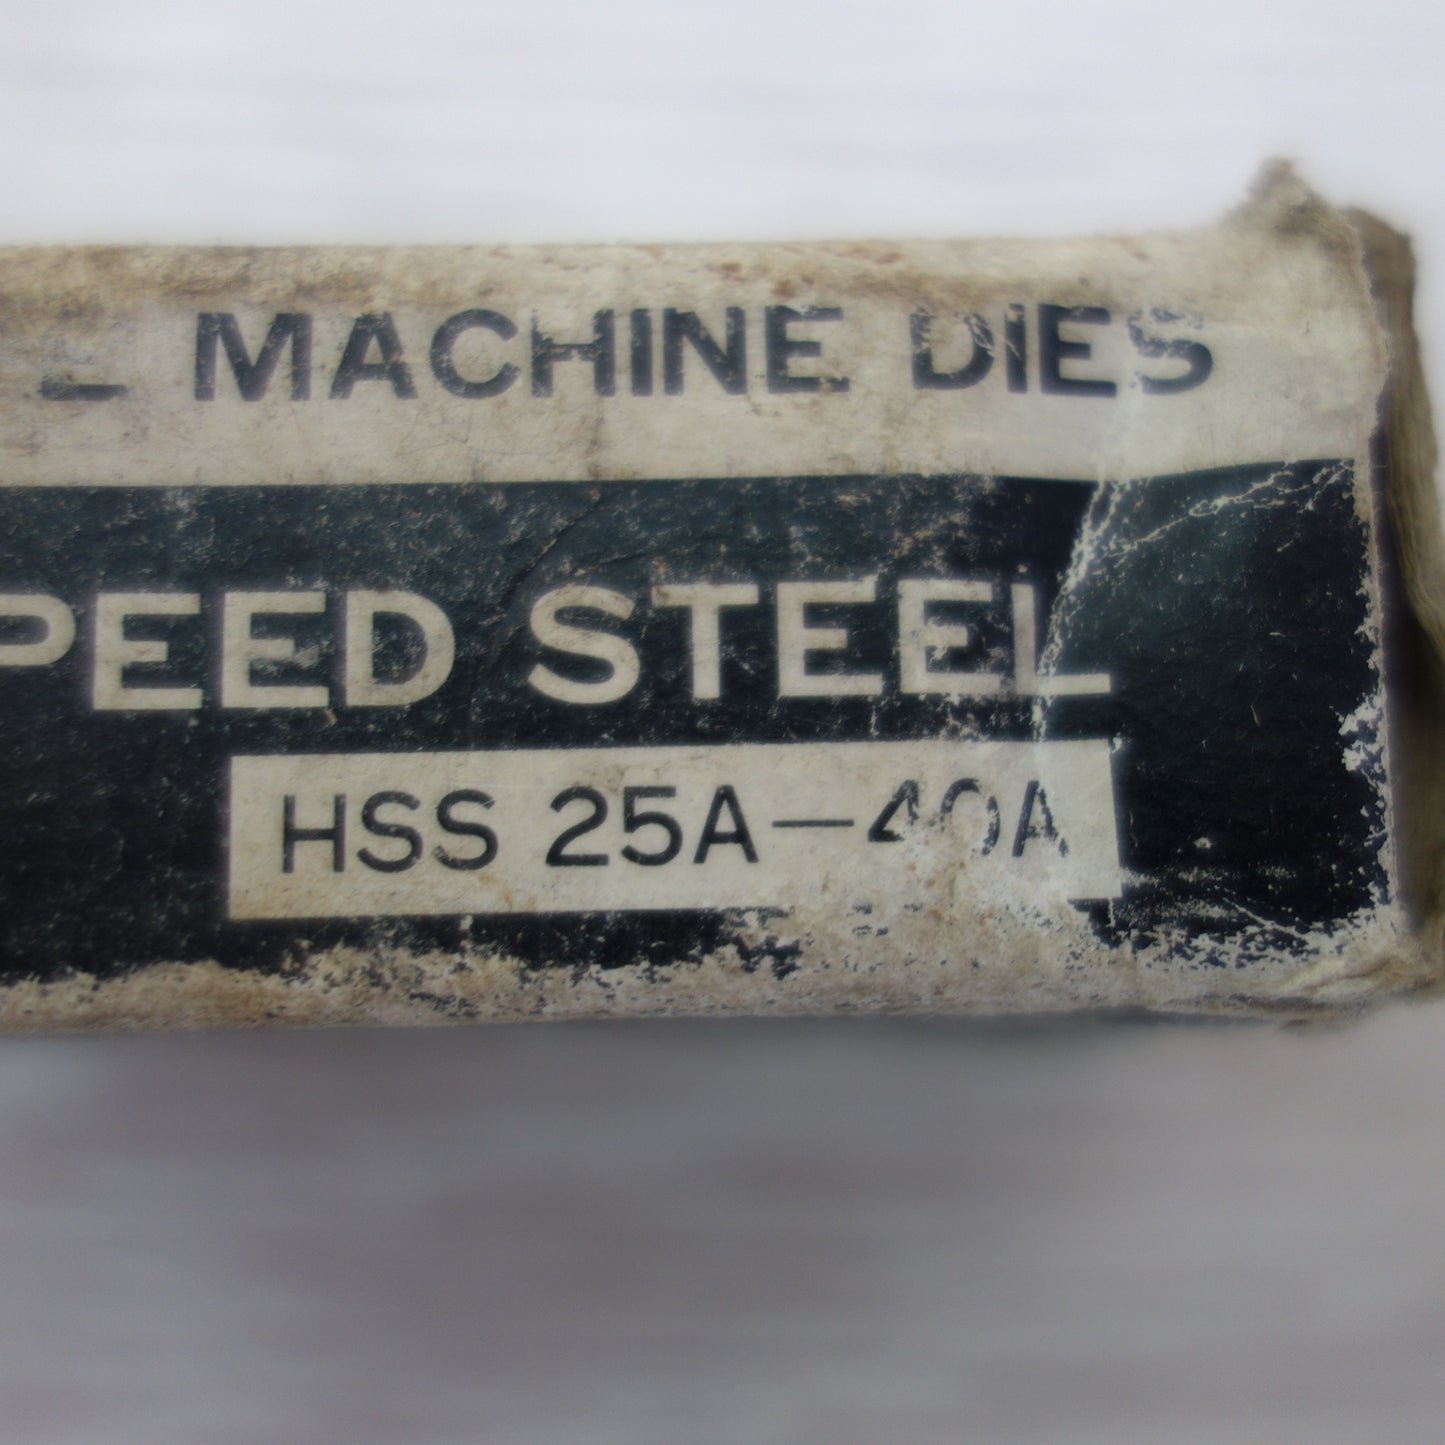 MACHINE DIES
PEED STEEL
HSS 25A—40A